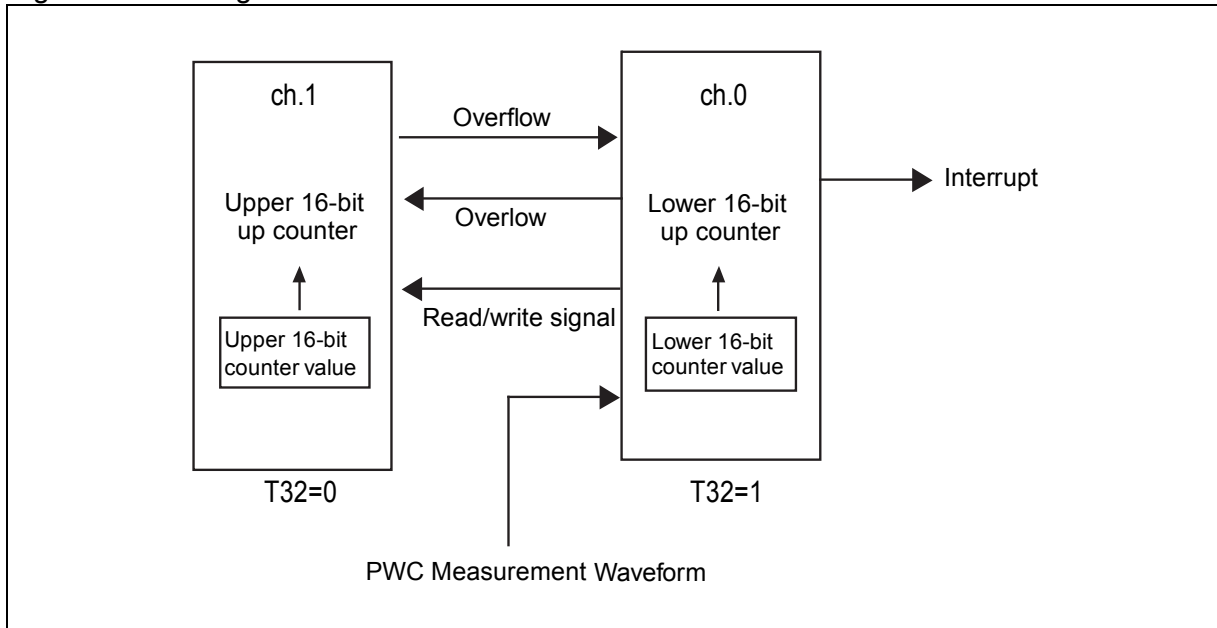 ch.1
ch.0
Overflow
Interrupt
Upper 16-bit
up counter
Overlow
Lower 16-bit
up counter
Read/write signal
Upper 16-bit
counter value
Lower 16-bit
counter value
T32=0
T32=1
PWC Measurement Waveform